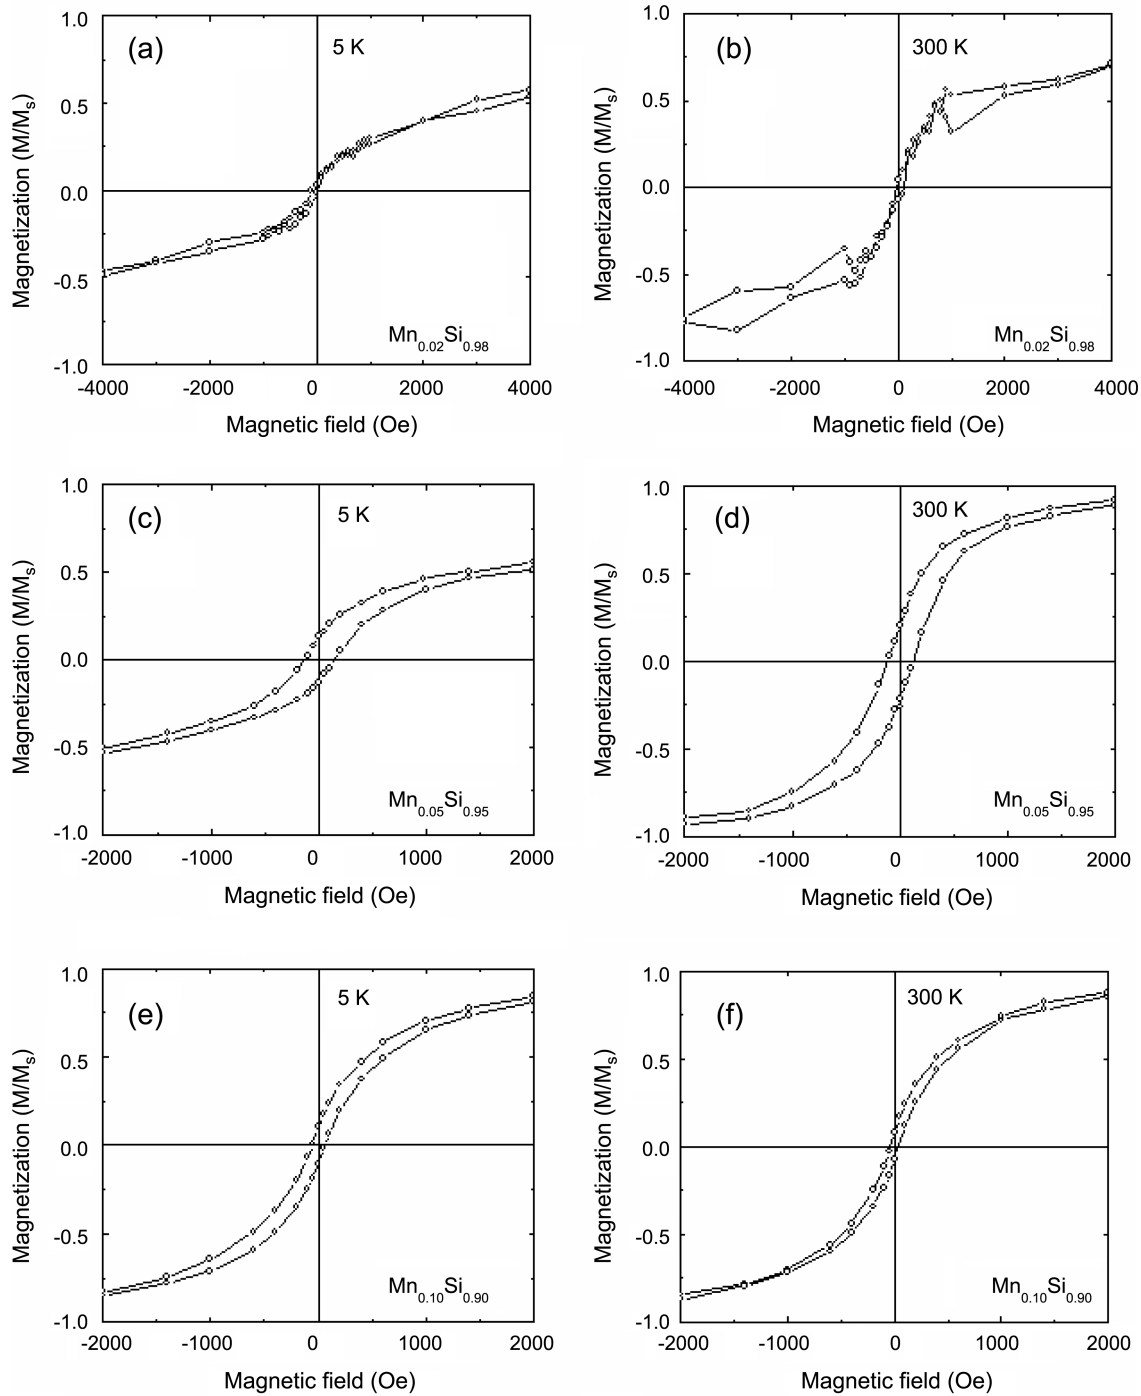 (a)
5 K
1.0
0.5
0.0
-0.5
-1.0
Magnetization (M/Ms)
Mn0.02Si0.98
-4000 -2000 0 2000 4000
Magnetic field (Oe)
(b)
300 K
1.0
0.5
0.0
-0.5
-1.0
Magnetization (M/Ms)
Mn0.02Si0.98
-4000 -2000 0 2000 4000
Magnetic field (Oe)
(c)
5 K
1.0
0.5
0.0
-0.5
-1.0
Magnetization (M/Ms)
Mn0.05Si0.95
-2000 -1000 0 1000 2000
Magnetic field (Oe)
(d)
300 K
1.0
0.5
0.0
-0.5
-1.0
Magnetization (M/Ms)
Mn0.05Si0.95
-2000 -1000 0 1000 2000
Magnetic field (Oe)
(e)
5 K
1.0
0.5
0.0
-0.5
-1.0
Magnetization (M/Ms)
Mn0.10Si0.90
-2000 -1000 0 1000 2000
Magnetic field (Oe)
(f)
300 K
1.0
0.5
0.0
-0.5
-1.0
Magnetization (M/Ms)
Mn0.10Si0.90
-2000 -1000 0 1000 2000
Magnetic field (Oe)